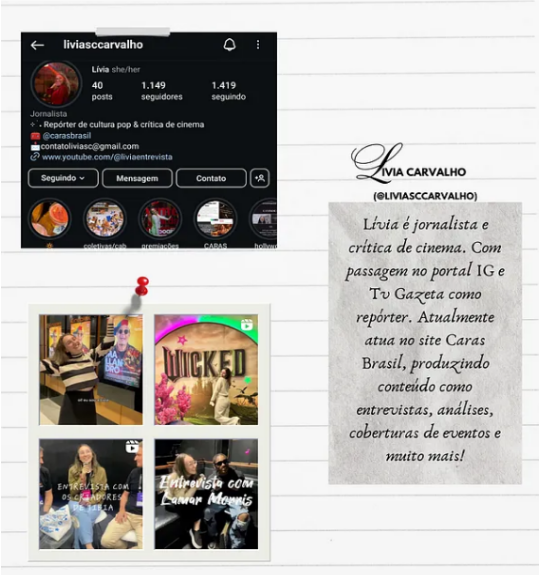 liviasccarvalho
Lívia she/her
40 1.149 1.419
posts seguidores seguindo
Jornalista
Repórter de cultura pop & crítica de cinema
@carasbrasil
contatoliviasc@gmail.com
www.youtube.com/@liviaentrevista
Seguindo Mensagem Contato
coletivas/cab premiações CARAS hollyw
LIVIA CARVALHO
(@LIVIASCCARVALHO)
Lívia é jornalista e
crítica de cinema. Com
passagem no portal IG e
Tv Gazeta como
repórter. Atualmente
atua no site Caras
Brasil, produzindo
conteúdo como
entrevistas, análises,
coberturas de eventos e
muito mais!
WICKED
ENTREVISTA COM
OS CRIADORES
DE TIBIA
Entrevista com
Lamar Morris